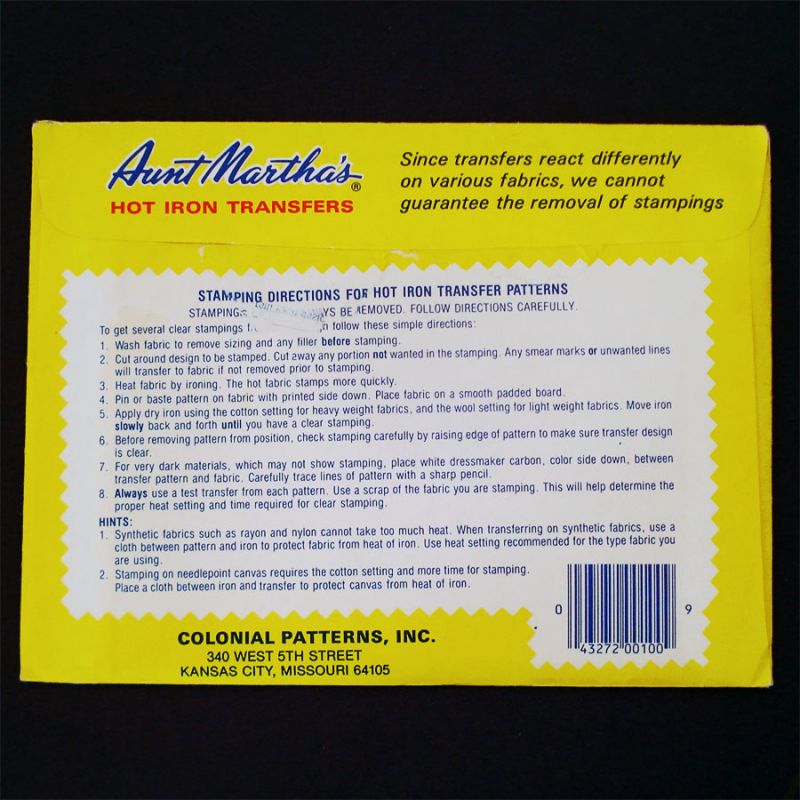 Aunt Martha's®
HOT IRON TRANSFERS
Since transfers react differently
on various fabrics, we cannot
guarantee the removal of stampings
STAMPING DIRECTIONS FOR HOT IRON TRANSFER PATTERNS
STAMPINGS YS BE REMOVED. FOLLOW DIRECTIONS CAREFULLY.
To get several clear stampings follow these simple directions:
1. Wash fabric to remove sizing and any filler before stamping.
2. Cut around design to be stamped. Cut away any portion not wanted in the stamping. Any smear marks or unwanted lines
will transfer to fabric if not removed prior to stamping.
3. Heat fabric by ironing. The hot fabric stamps more quickly.
4. Pin or baste pattern on fabric with printed side down. Place fabric on a smooth padded board.
5. Apply dry iron using the cotton setting for heavy weight fabrics, and the wool setting for light weight fabrics. Move iron
slowly back and forth until you have a clear stamping.
6. Before removing pattern from position, check stamping carefully by raising edge of pattern to make sure transfer design
is clear.
7. For very dark materials, which may not show stamping, place white dressmaker carbon, color side down, between
transfer pattern and fabric. Carefully trace lines of pattern with a sharp pencil.
8. Always use a test transfer from each pattern. Use a scrap of the fabric you are stamping. This will help determine the
proper heat setting and time required for clear stamping.
HINTS:
1. Synthetic fabrics such as rayon and nylon cannot take too much heat. When transferring on synthetic fabrics, use a
cloth between pattern and iron to protect fabric from heat of iron. Use heat setting recommended for the type fabric you
are using.
2. Stamping on needlepoint canvas requires the cotton setting and more time for stamping.
Place a cloth between iron and transfer to protect canvas from heat of iron.
0 43272 00100 9
COLONIAL PATTERNS, INC.
340 WEST 5TH STREET
KANSAS CITY, MISSOURI 64105